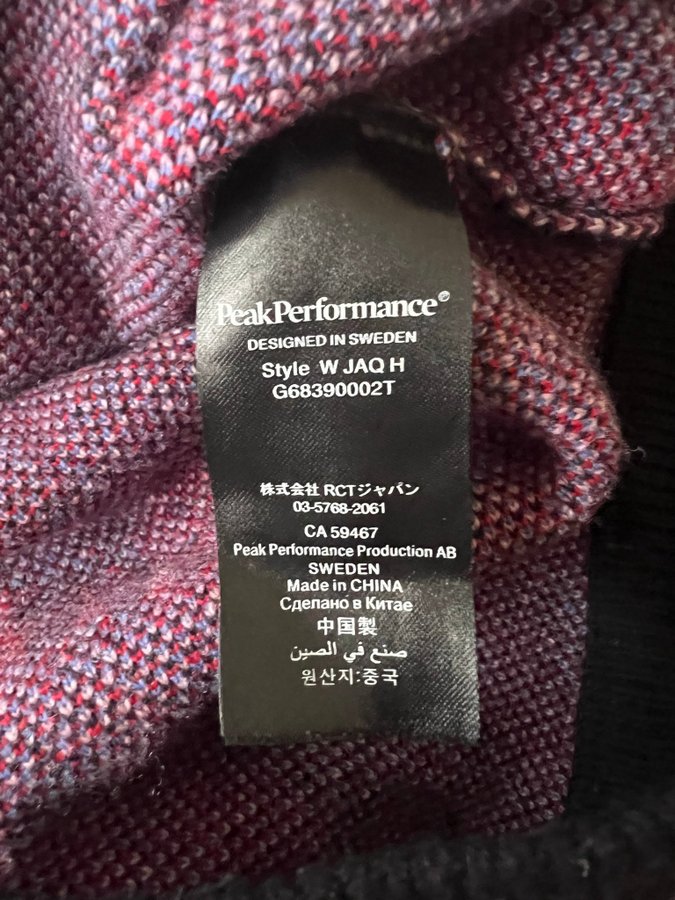 PeakPerformance®
DESIGNED IN SWEDEN
Style W JAQ H
G68390002T
株式会社 RCTジャパン
03-5768-2061
CA 59467
Peak Performance Production AB
SWEDEN
Made in CHINA
Сделано в Китае
中国製
صنع في الصين
원산지:중국